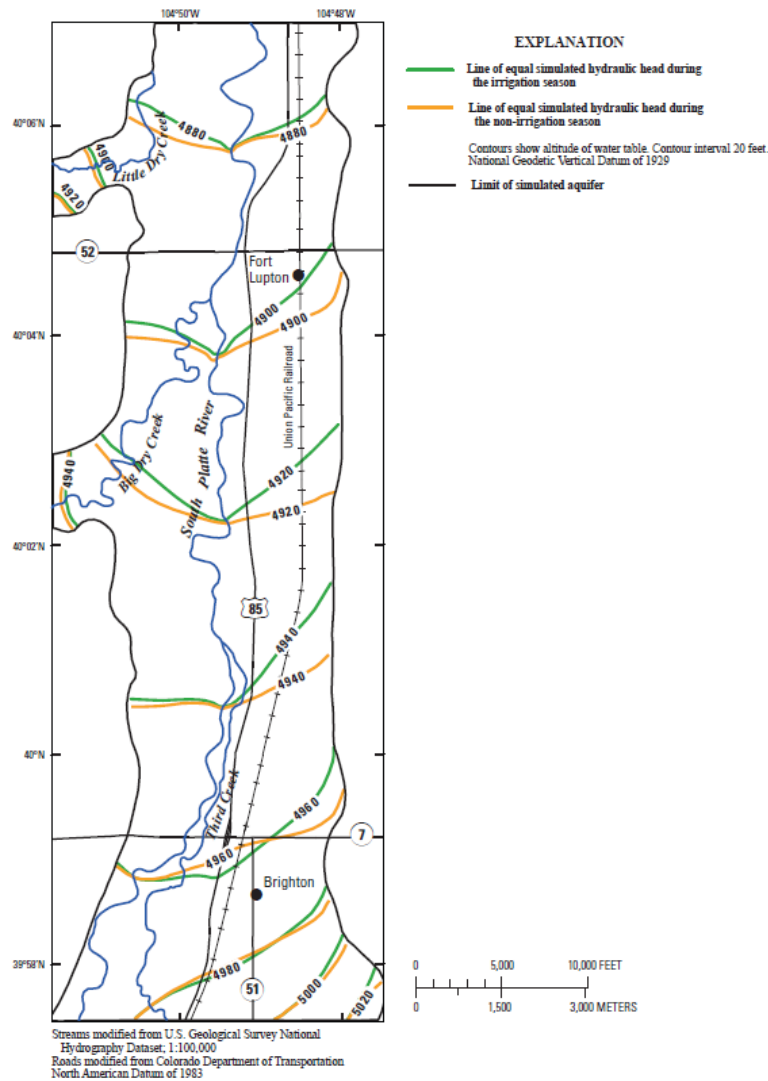 104°50'W
104°48'W
EXPLANATION
Line of equal simulated hydraulic head during
the irrigation season
Line of equal simulated hydraulic head during
the non-irrigation season
Contours show altitude of water table. Contour interval 20 feet.
National Geodetic Vertical Datum of 1929
Limit of simulated aquifer
40°06'N
4880
4880
4900
Little Dry Creek
4920
52
Fort
Lupton
4900
4900
40°04'N
Union Pacific Railroad
Big Dry Creek
South Platte River
4940
4920
4920
40°02'N
85
4940
4940
40°N
Third Creek
4960
7
4960
Brighton
39°58'N
4980
51
5000
5020
0
5,000
10,000 FEET
0
1,500
3,000 METERS
Streams modified from U.S. Geological Survey National
Hydrography Dataset; 1:100,000
Roads modified from Colorado Department of Transportation
North American Datum of 1983